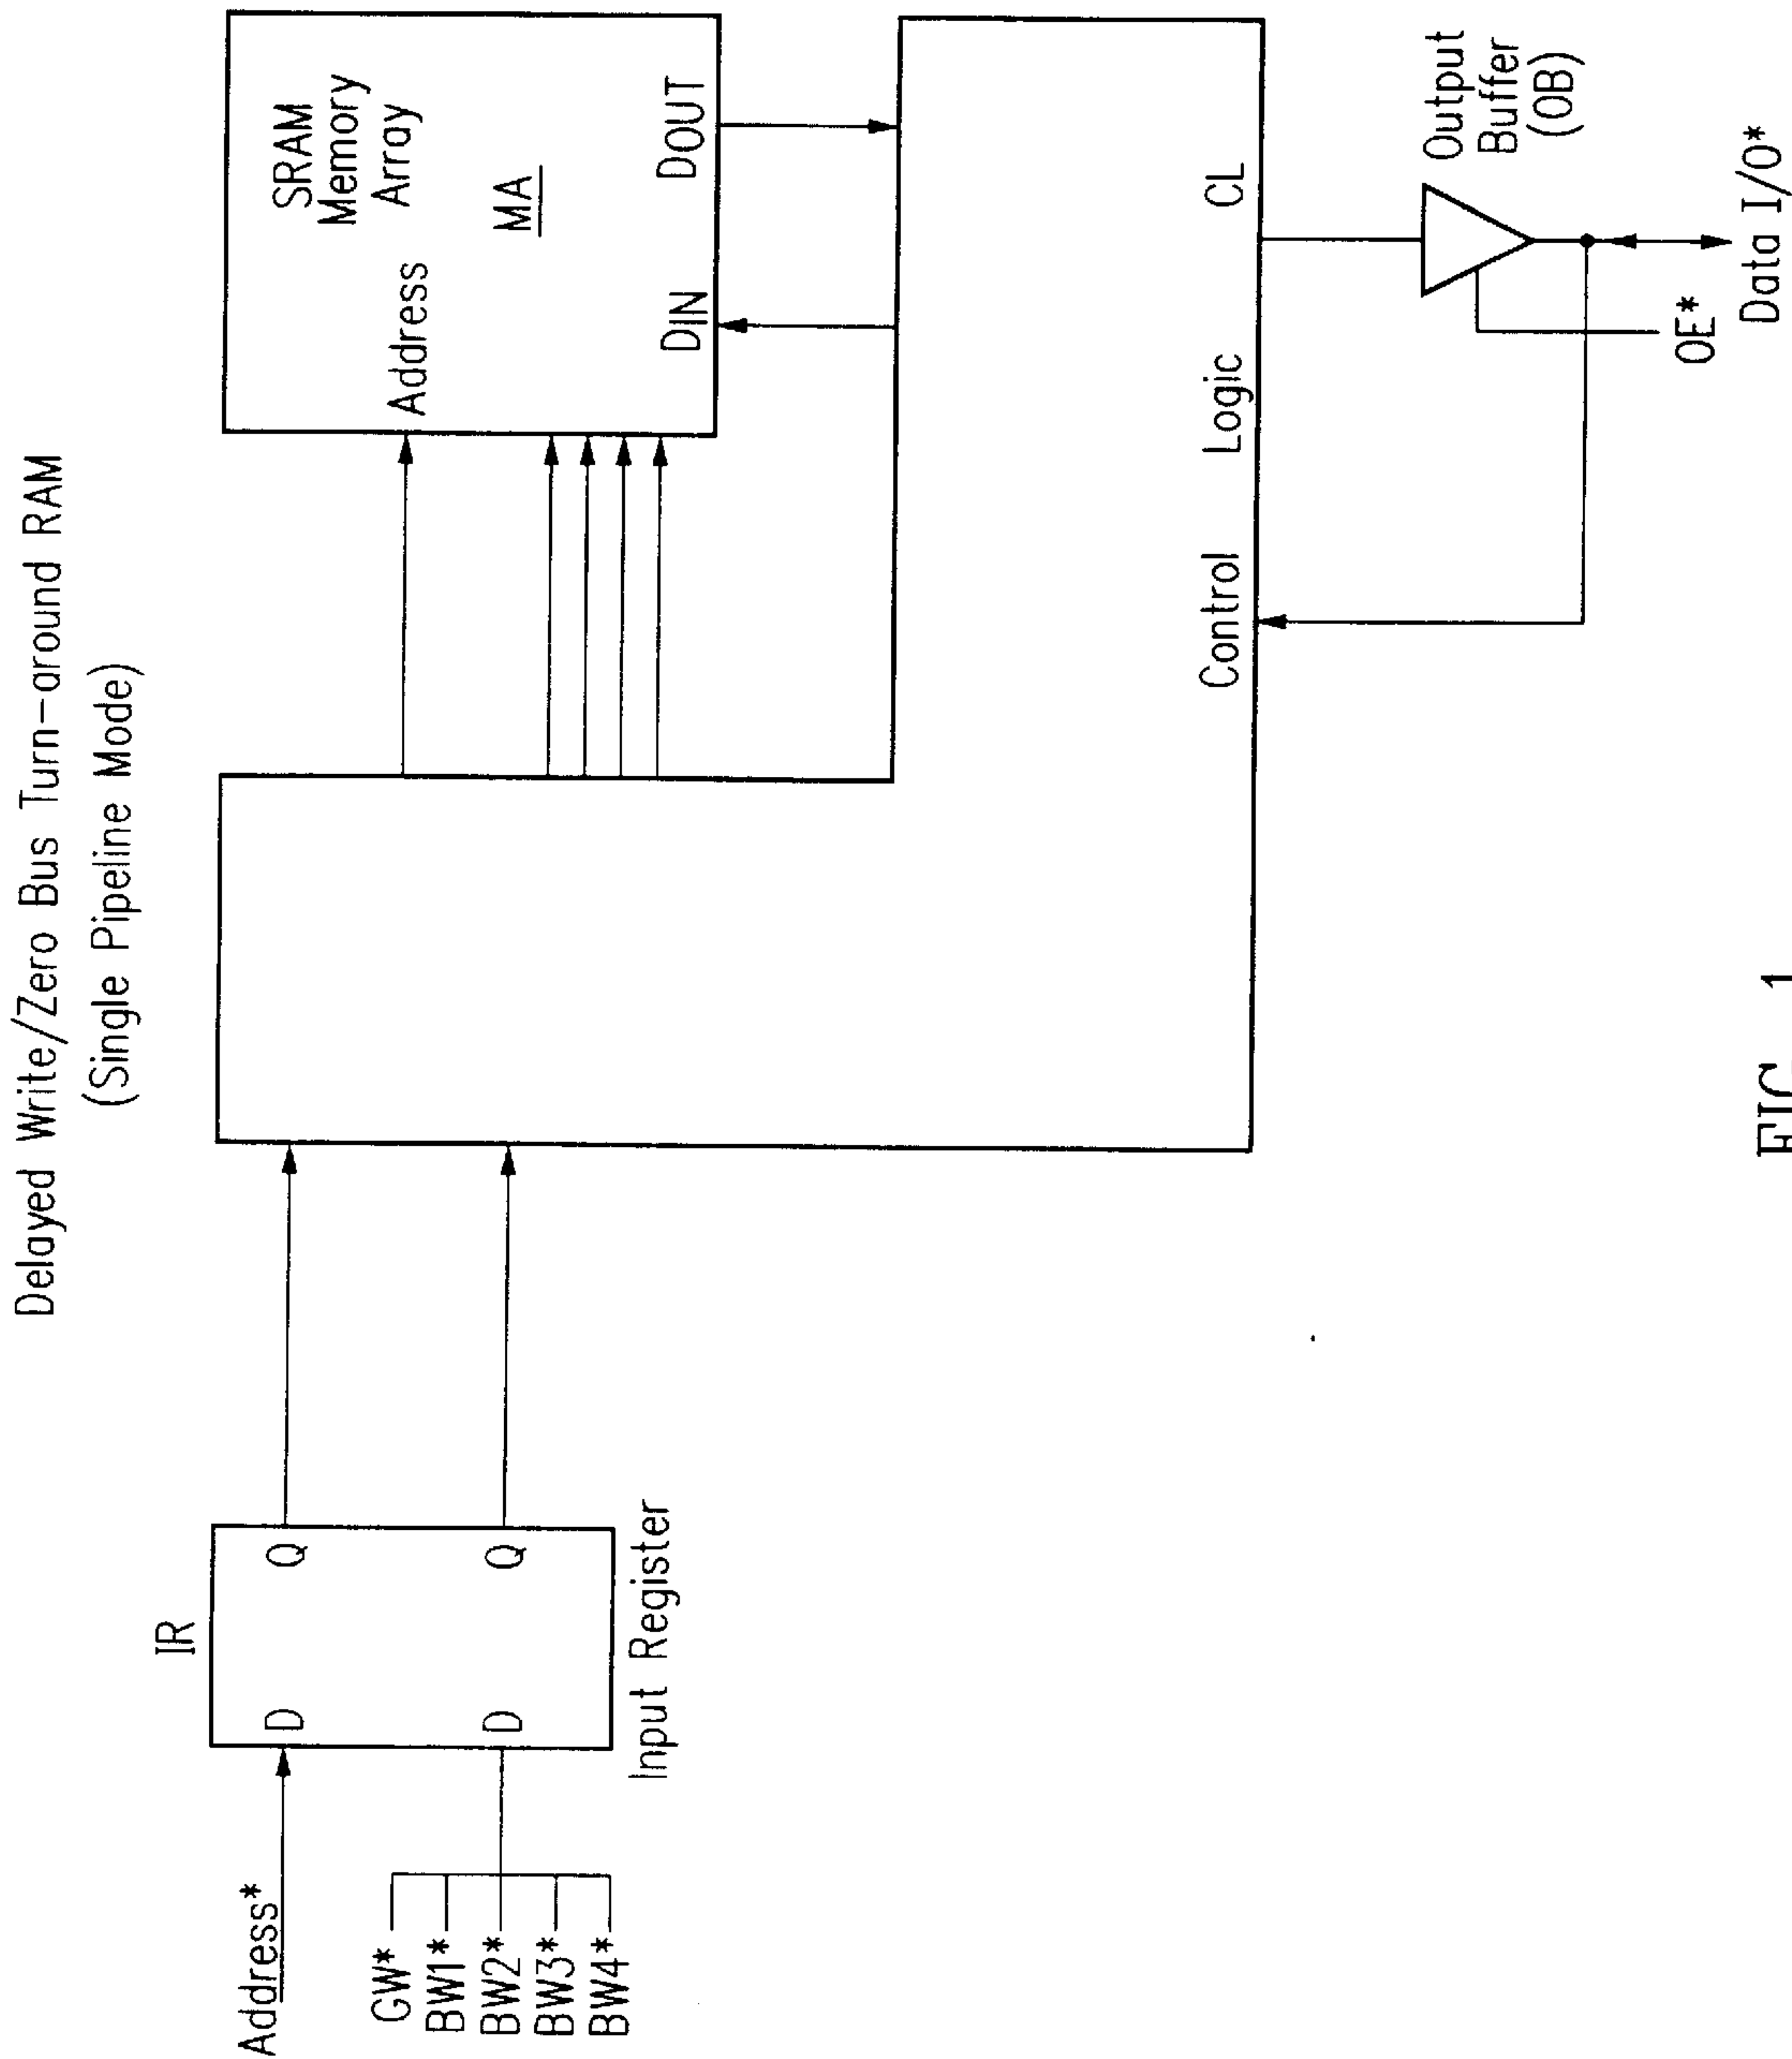 Delayed Write/Zero Bus Turn-around RAM
(Single Pipeline Mode)
IR
Address*
D
Q
GW*
BW1*
BW2*
BW3*
BW4*
D
Q
Input Register
SRAM
Memory
Array
Address
MA
DIN
DOUT
Control
Logic
CL
Output
Buffer
(OB)
OE*
Data I/O*
FIG. 1